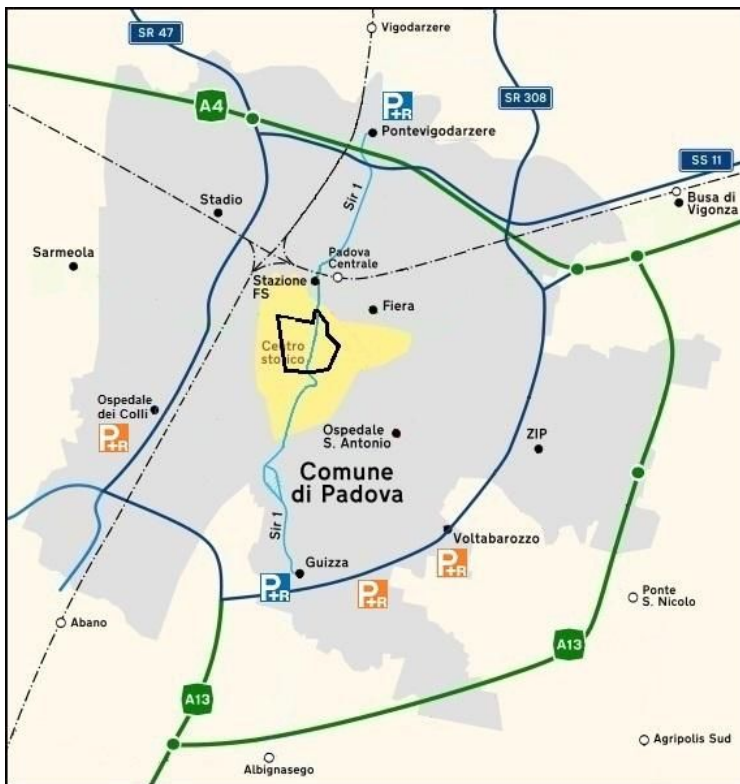 SR 47
Vigodarzere
P+R
A4
SR 308
Pontevigodarzere
SS 11
Sir 1
Stadio
Busa di
Vigonza
Sarmeola
Padova
Centrale
Stazione
FS
Fiera
Centro
storico
Ospedale
dei Colli
P+R
Ospedale
S. Antonio
ZIP
Comune
di Padova
Sir 1
Voltabarozzo
P+R
Guizza
P+R
P+R
Ponte
S. Nicolo
Abano
A13
A13
Agripolis Sud
Albignasego